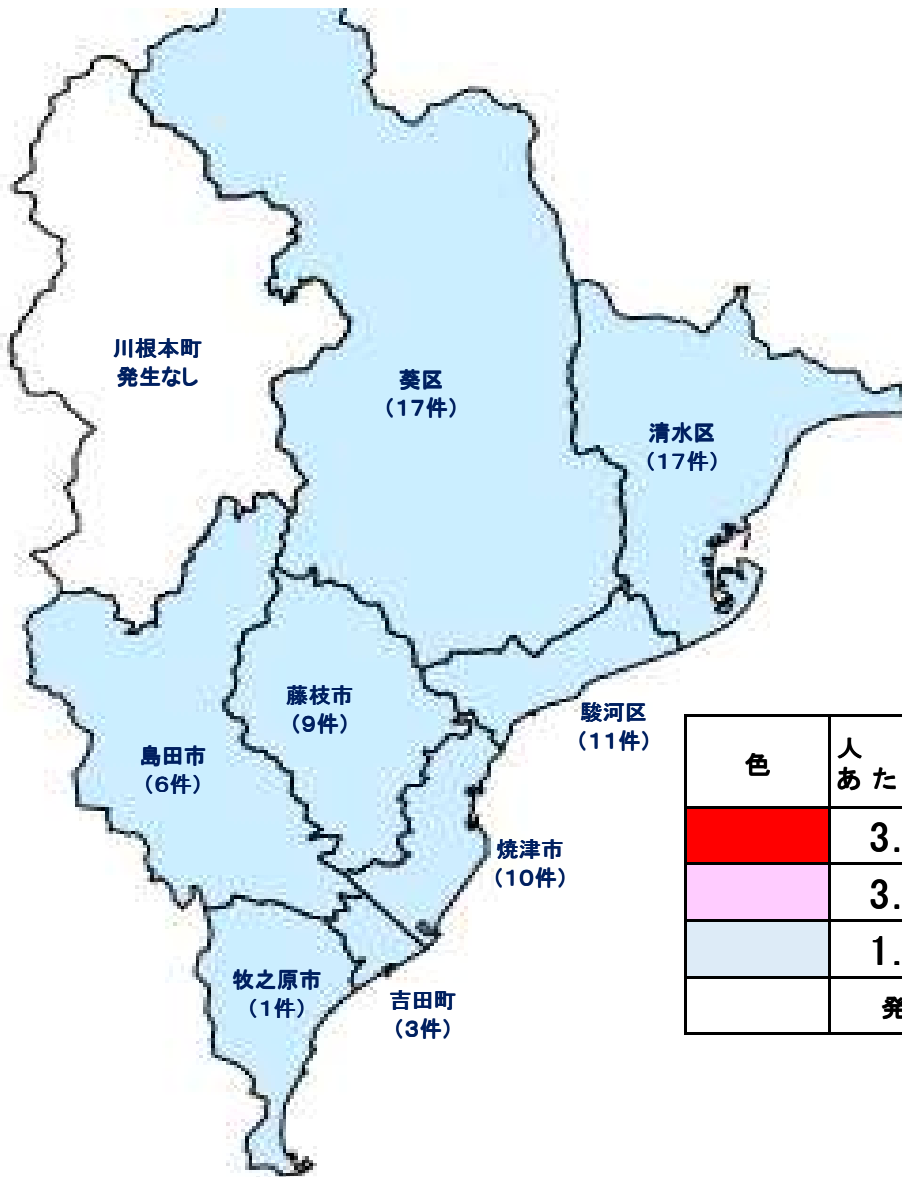 川根本町
発生なし
葵区
（17件）
清水区
（17件）
藤枝市
（9件）
駿河区
（11件）
島田市
（6件）
焼津市
（10件）
牧之原市
（1件）
吉田町
（3件）
色
人
あ た
3.
3.
1.
発